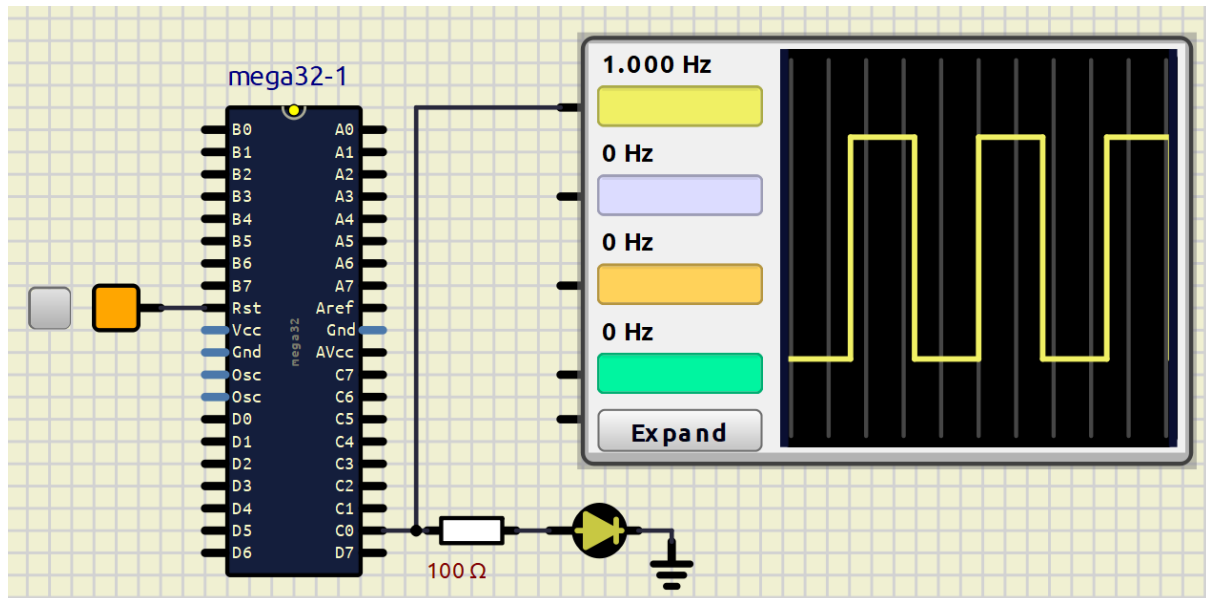 mega32-1
B0 A0
B1 A1
B2 A2
B3 A3
B4 A4
B5 A5
B6 A6
B7 A7
Rst Aref
Vcc Gnd
Gnd AVcc
Osc C7
Osc C6
D0 C5
D1 C4
D2 C3
D3 C2
D4 C1
D5 C0
D6 D7
mega32
100 Ω
1.000 Hz
0 Hz
0 Hz
0 Hz
Expand